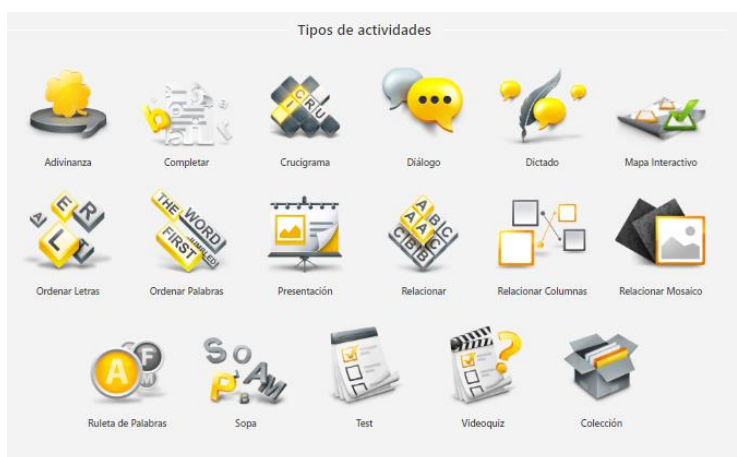 Tipos de actividades
Adivinanza
Completar
Crucigrama
Diálogo
Dictado
Mapa Interactivo
Ordenar Letras
Ordenar Palabras
Presentación
Relacionar
Relacionar Columnas
Relacionar Mosaico
Ruleta de Palabras
Sopa
Test
Videoquiz
Colección